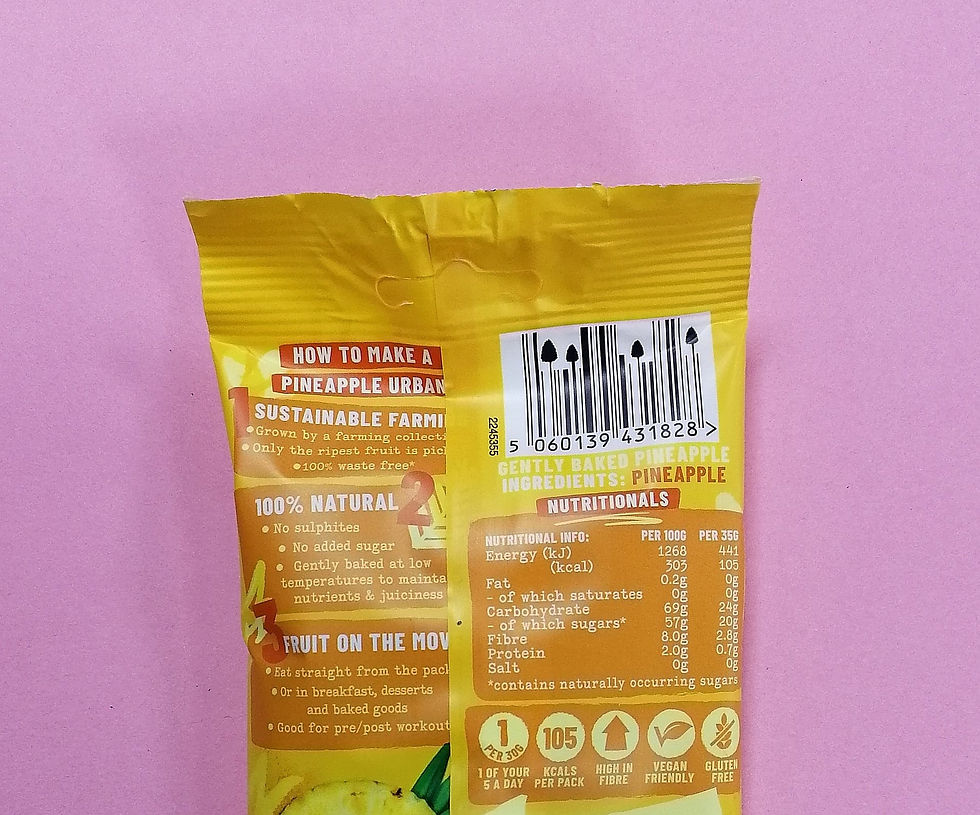 HOW TO MAKE A
PINEAPPLE URBAN
1
SUSTAINABLE
• Grown by a farming
• Only the ripest fruit is
• 100% waste free*
2
100% NATURAL
• No sulphites
• No added sugar
• Gently baked at low
temperatures to
nutrients & juiciness
3
FRUIT ON THE
• Eat straight from the
• Or in breakfast, desserts
and baked goods
• Good for pre/post workout
2245355
5 060139 431828 >
GENTLY BAKED PINEAPPLE
INGREDIENTS: PINEAPPLE
NUTRITIONALS
NUTRITIONAL INFO: PER 100G PER 35G
Energy (kJ) 1268 441
(kcal) 303 105
Fat 0.2g 0g
- of which saturates 0g 0g
Carbohydrate 69g 24g
- of which sugars* 57g 20g
Fibre 8.0g 2.8g
Protein 2.0g 0.7g
Salt 0g 0g
*contains naturally occurring sugars
1 PER 30G
1 OF YOUR 5 A DAY
105
KCALS PER PACK
HIGH IN FIBRE
VEGAN FRIENDLY
GLUTEN FREE